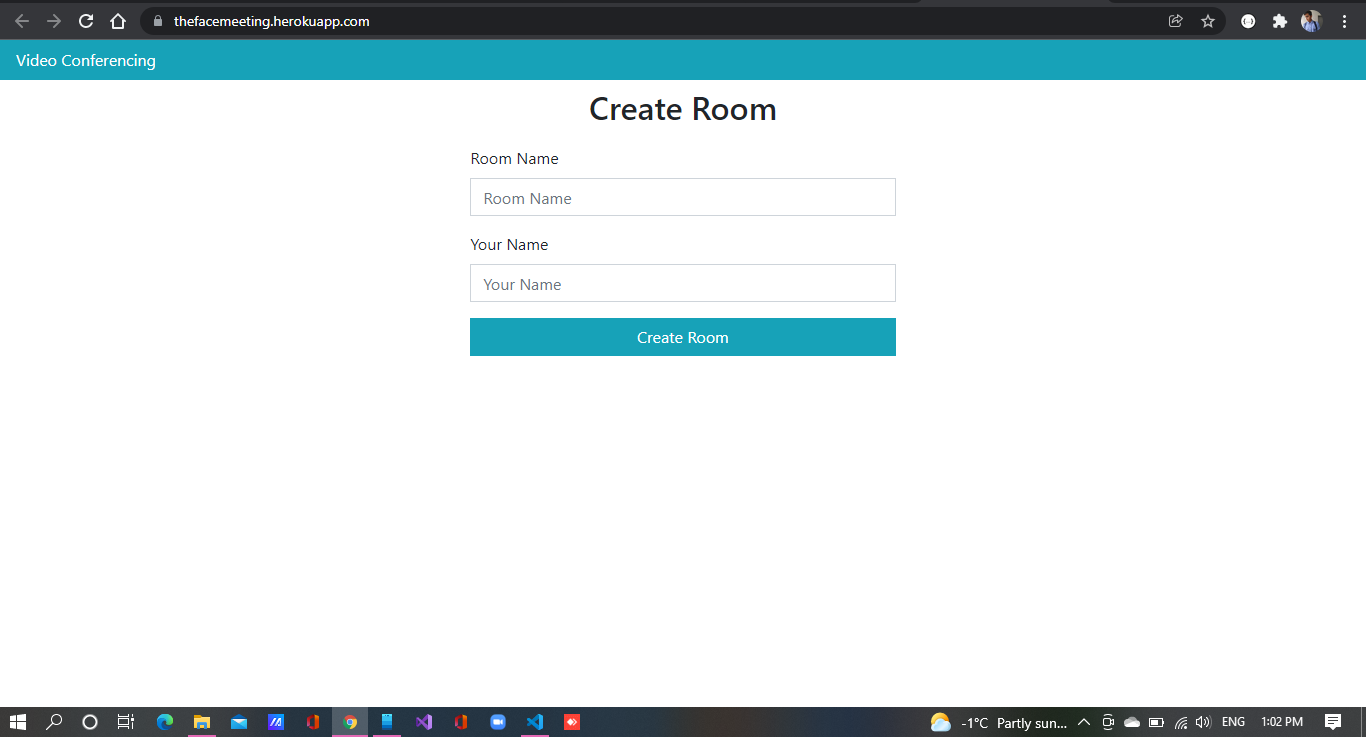 thefacemeeting.herokuapp.com
Video Conferencing
Create Room
Room Name
Room Name
Your Name
Your Name
Create Room
-1°C Partly sun...
ENG
1:02 PM